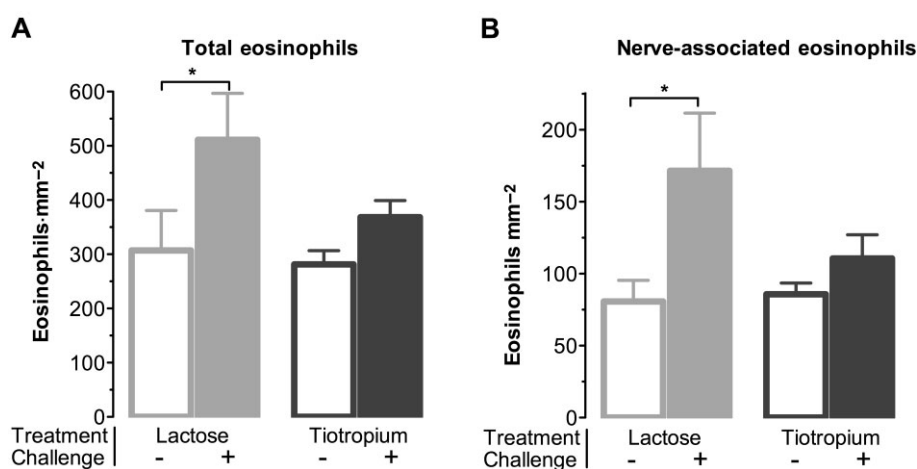 A
Total eosinophils
*
Eosinophils·mm−2
600
500
400
300
200
100
0
Treatment
Lactose
Tiotropium
Challenge
- + - +
B
Nerve-associated eosinophils
*
Eosinophils mm−2
200
150
100
50
0
Treatment
Lactose
Tiotropium
Challenge
- + - +